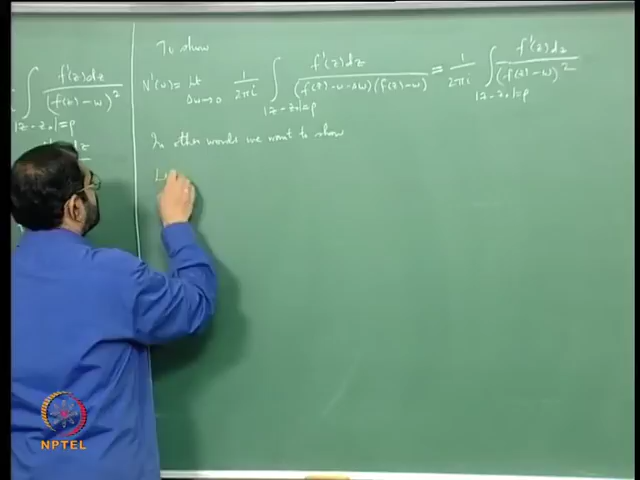 ∫ f'(z)dz / (f(z)-w)²
|z-z₀|=ρ
dz
To show
N'(w) = Lt Δw→0 1/2πi ∫ |z-z₀|=ρ f'(z)dz / (f(z)-w-Δw)(f(z)-w) = 1/2πi ∫ |z-z₀|=ρ f'(z)dz / (f(z)-w)²
In other words we want to show
L
NPTEL